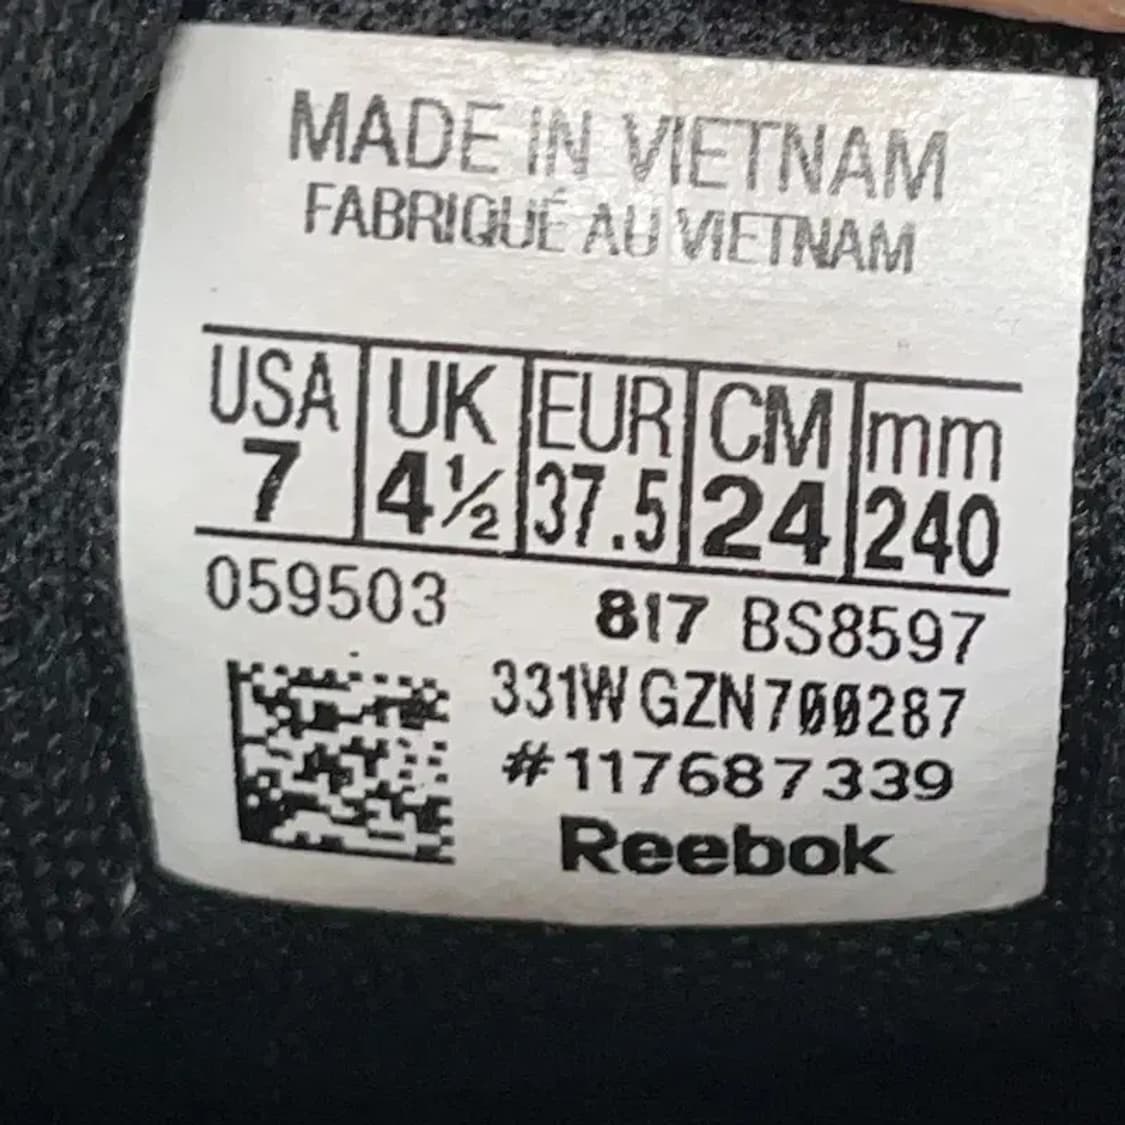 MADE IN VIETNAM
FABRIQUÉ AU VIETNAM
USA UK EUR CM mm
7 4½ 37.5 24 240
059503 817 BS8597
331W GZN700287
#117687339
Reebok